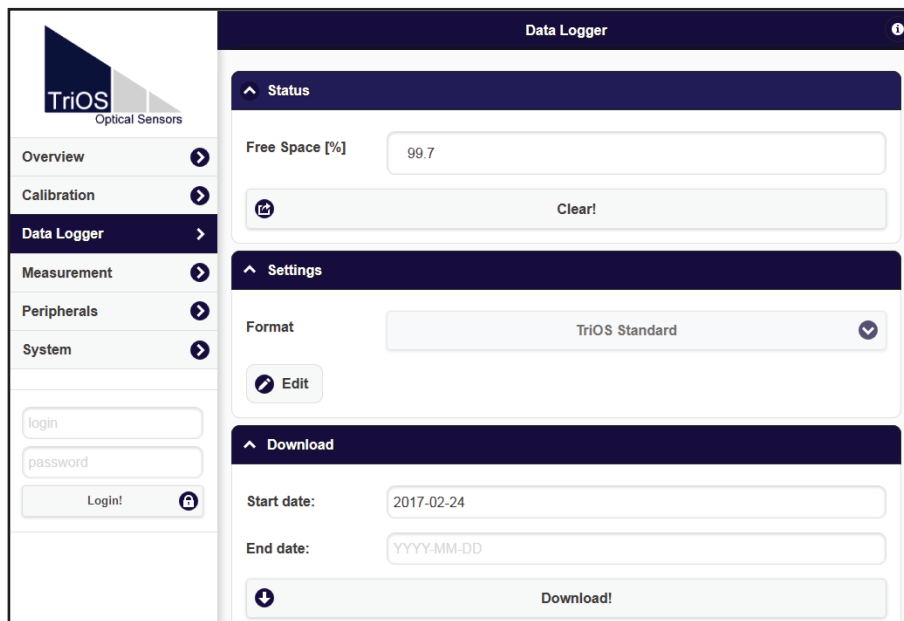 TriOS
Optical Sensors
Overview
Calibration
Data Logger
Measurement
Peripherals
System
login
password
Login!
Data Logger
Status
Free Space [%]
99.7
Clear!
Settings
Format
TriOS Standard
Edit
Download
Start date:
2017-02-24
End date:
YYYY-MM-DD
Download!